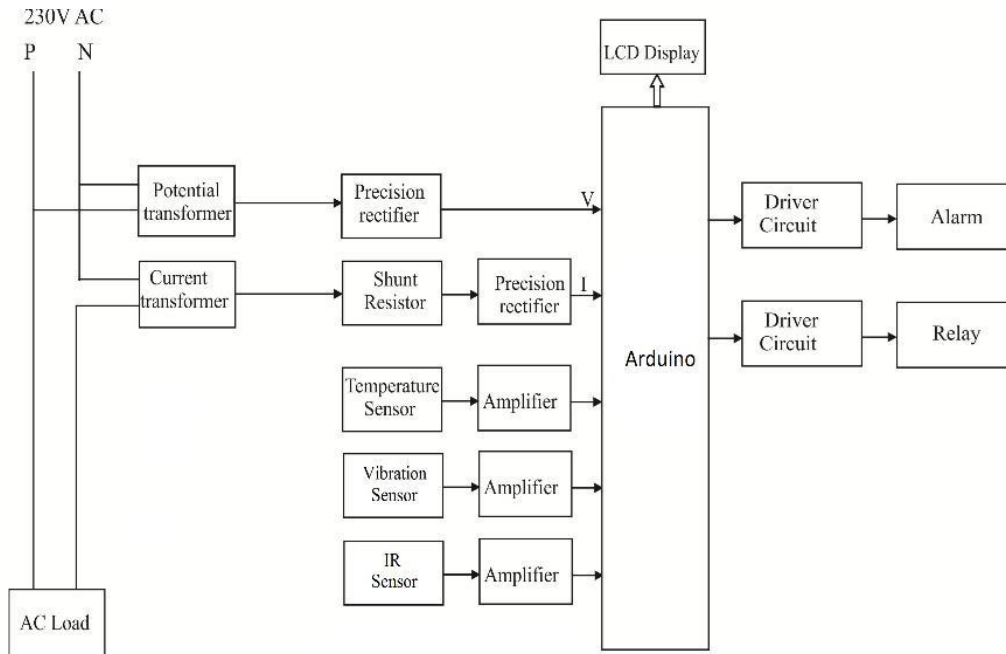 230V AC
P
N
LCD Display
Potential
transformer
Precision
rectifier
V
Driver
Circuit
Alarm
Current
transformer
Shunt
Resistor
Precision
rectifier
I
Driver
Circuit
Relay
Arduino
Temperature
Sensor
Amplifier
Vibration
Sensor
Amplifier
IR
Sensor
Amplifier
AC Load